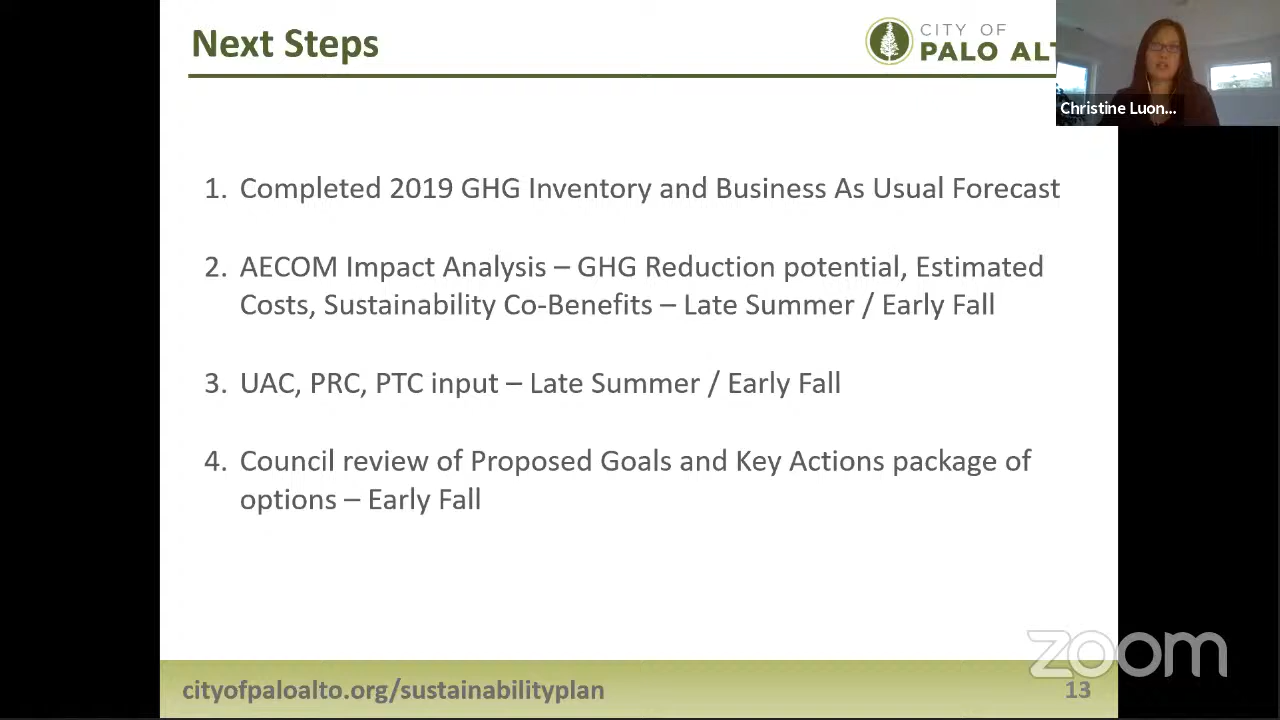 Next Steps
CITY OF
PALO ALT
Christine Luon...
1. Completed 2019 GHG Inventory and Business As Usual Forecast
2. AECOM Impact Analysis – GHG Reduction potential, Estimated
Costs, Sustainability Co-Benefits – Late Summer / Early Fall
3. UAC, PRC, PTC input – Late Summer / Early Fall
4. Council review of Proposed Goals and Key Actions package of
options – Early Fall
zoom
cityofpaloalto.org/sustainabilityplan
13